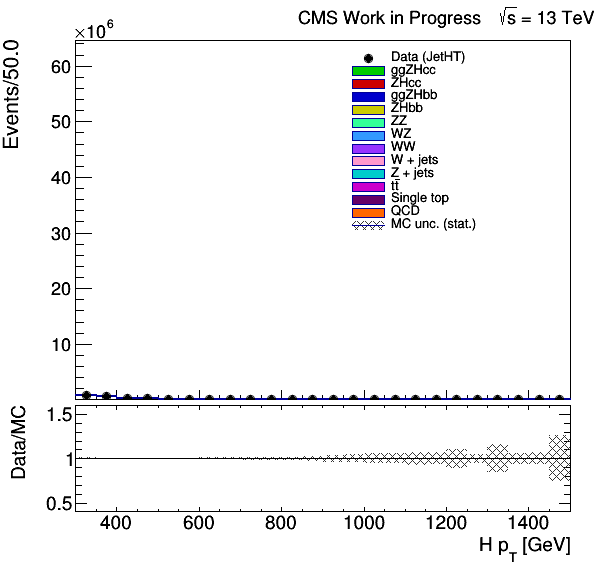 CMS Work in Progress √s = 13 TeV
×10⁶
Events/50.0
60
50
40
30
20
10
Data (JetHT)
ggZHcc
ZHcc
ggZHbb
ZHbb
ZZ
WZ
WW
W + jets
Z + jets
tt̄
Single top
QCD
MC unc. (stat.)
Data/MC
1.5
1
0.5
400 600 800 1000 1200 1400
H p_T [GeV]